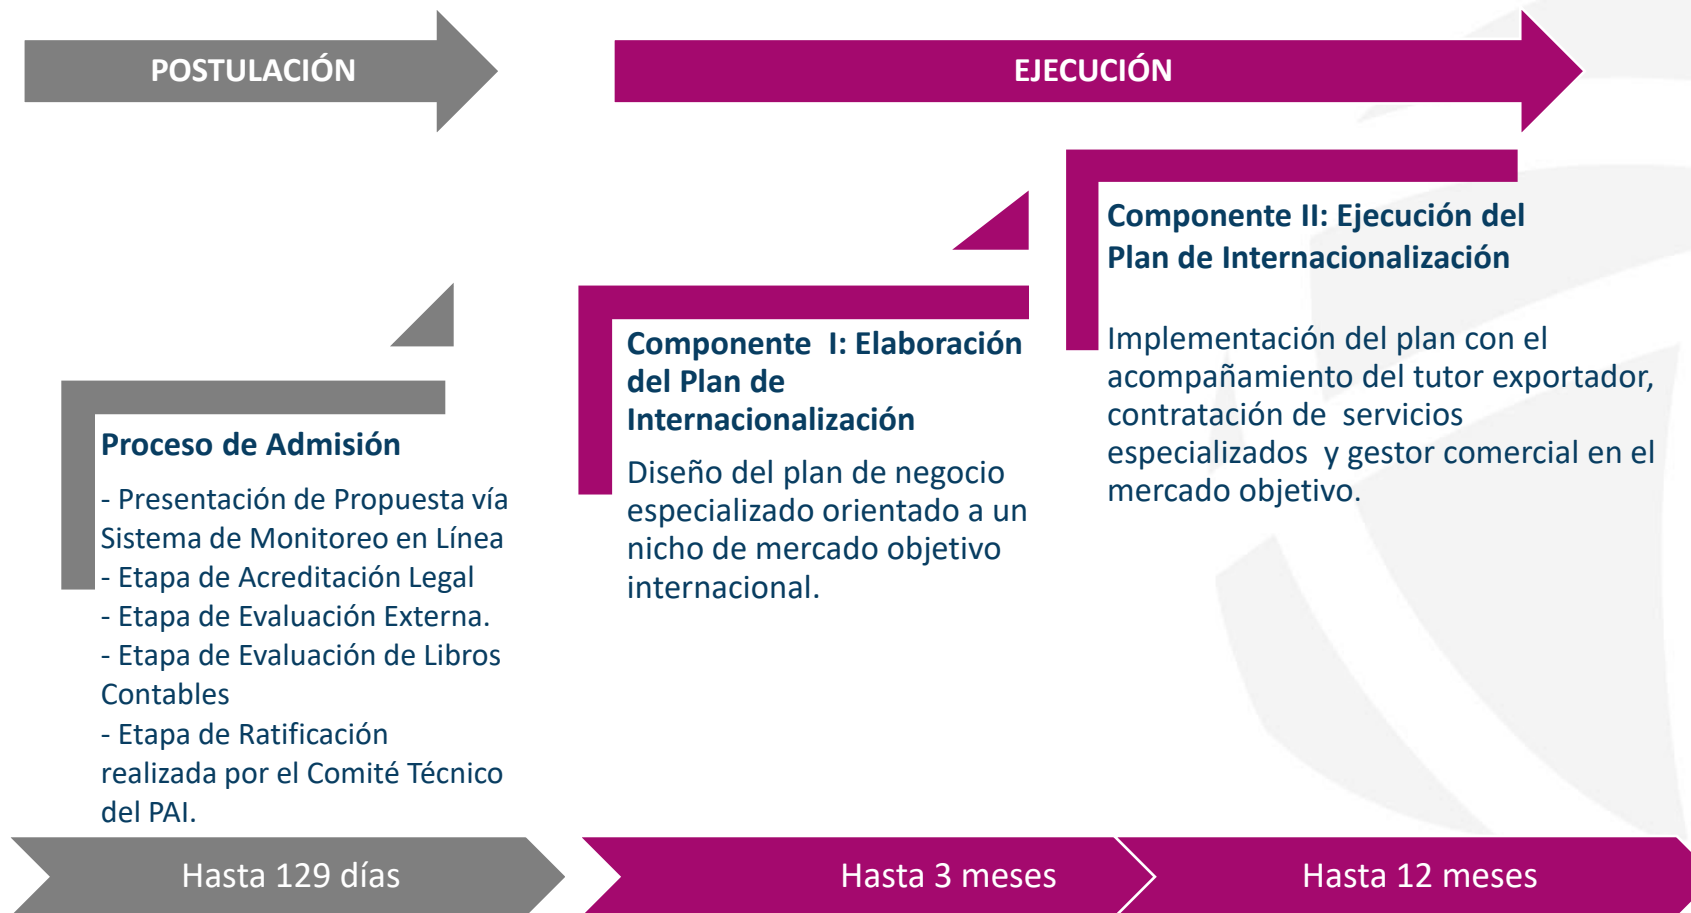 POSTULACIÓN
EJECUCIÓN
Proceso de Admisión
- Presentación de Propuesta vía
Sistema de Monitoreo en Línea
- Etapa de Acreditación Legal
- Etapa de Evaluación Externa.
- Etapa de Evaluación de Libros
Contables
- Etapa de Ratificación
realizada por el Comité Técnico
del PAI.
Componente I: Elaboración
del Plan de
Internacionalización
Diseño del plan de negocio
especializado orientado a un
nicho de mercado objetivo
internacional.
Componente II: Ejecución del
Plan de Internacionalización
Implementación del plan con el
acompañamiento del tutor exportador,
contratación de servicios
especializados y gestor comercial en el
mercado objetivo.
Hasta 129 días
Hasta 3 meses
Hasta 12 meses